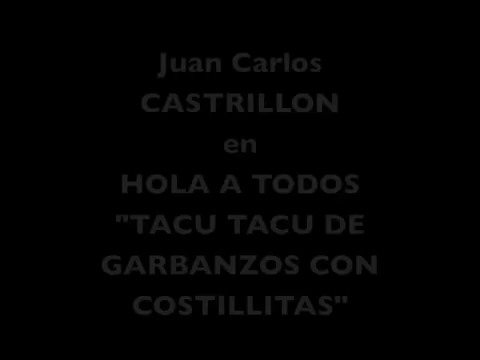 Juan Carlos
CASTRILLON
en
HOLA A TODOS
"TACU TACU DE
GARBANZOS CON
COSTILLITAS"